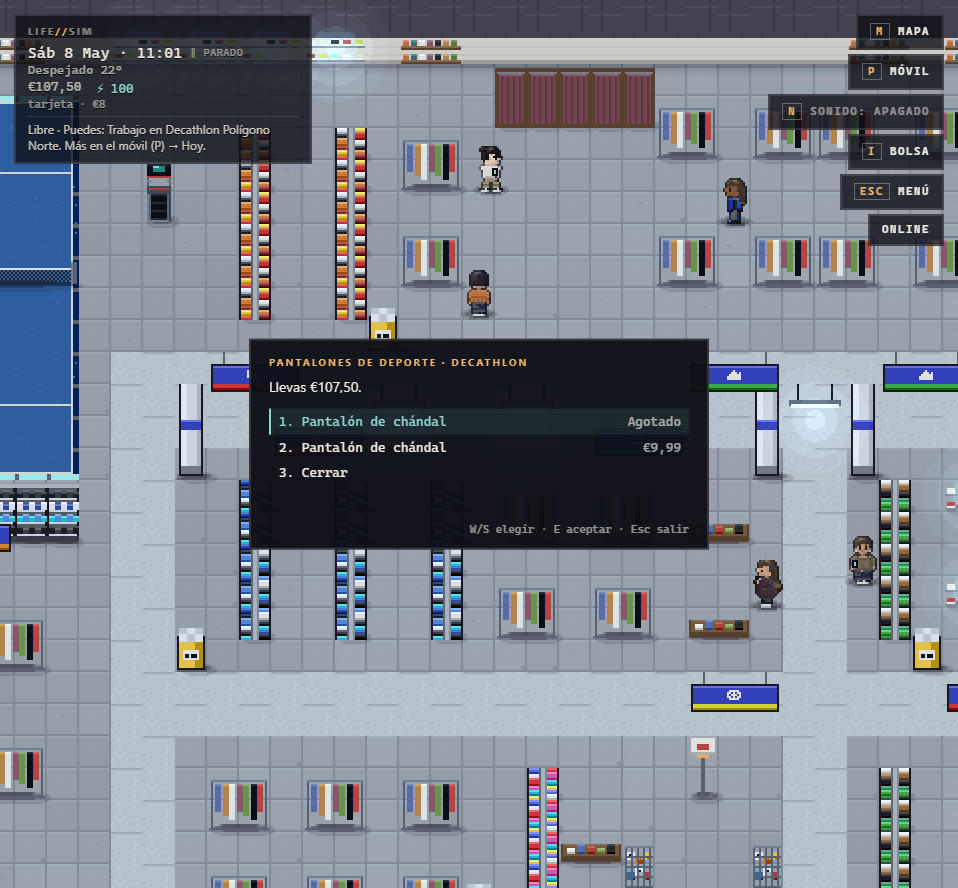 LIFE//SIM
Sáb 8 May · 11:01 ‖ PARADO
Despejado 22°
€107,50 ⚡ 100
tarjeta · €8
Libre · Puedes: Trabajo en Decathlon Polígono
Norte. Más en el móvil (P) → Hoy.
M MAPA
P MÓVIL
N SONIDO: APAGADO
I BOLSA
ESC MENÚ
ONLINE
PANTALONES DE DEPORTE · DECATHLON
Llevas €107,50.
1. Pantalón de chándal Agotado
2. Pantalón de chándal €9,99
3. Cerrar
W/S elegir · E aceptar · Esc salir